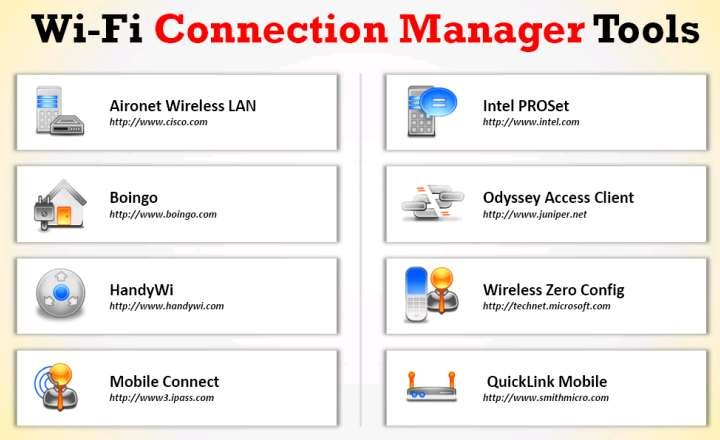 Wi-Fi Connection Manager Tools
Aironet Wireless LAN
http://www.cisco.com
Boingo
http://www.boingo.com
HandyWi
http://www.handywi.com
Mobile Connect
http://www3.ipass.com
Intel PROSet
http://www.intel.com
Odyssey Access Client
http://www.juniper.net
Wireless Zero Config
http://technet.microsoft.com
QuickLink Mobile
http://www.smithmicro.com